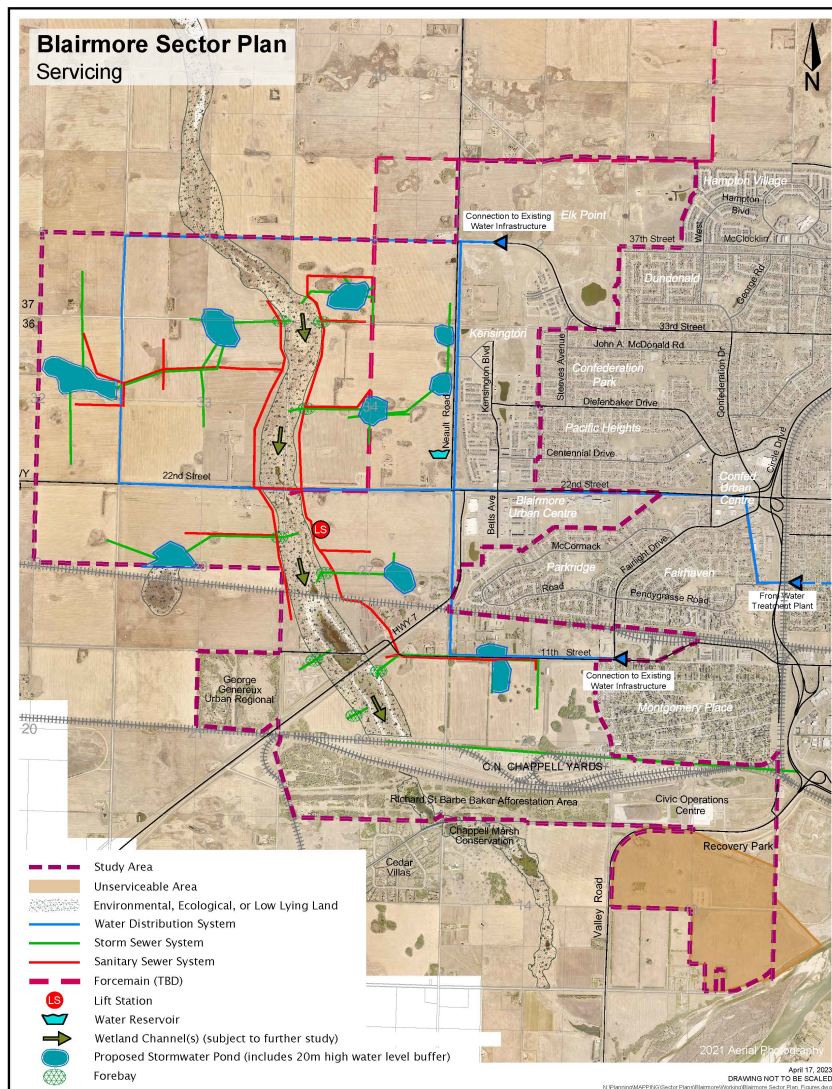 Blairmore Sector Plan
Servicing
N
Hampton Village
Hampton
Blvd
West
McClocklin
Elk Point
Connection to Existing
Water Infrastructure
37th Street
Dundonald
George Rd
37
36
33rd Street
Kensington
John A. McDonald Rd
Steeves Avenue
Kensington Blvd
Confederation
Park
Confederation Dr
Diefenbaker Drive
32
33
34
Neault Road
Pacific Heights
Circle Drive
Centennial Drive
22nd Street
22nd Street
Confed
Urban
Centre
Betts Ave
Blairmore
Urban Centre
LS
McCormack
Fairlight Drive
Parkridge
Fairhaven
Road
Pendygrasse Road
From Water
Treatment Plant
HWY 7
11th Street
Connection to Existing
Water Infrastructure
George
Genereux
Urban Regional
Montgomery Place
20
C.N. CHAPPELL YARDS
Richard St Barbe Baker Afforestation Area
Civic Operations
Centre
Chappell Marsh
Conservation
Recovery Park
Cedar
Villas
Valley Road
14
Study Area
Unserviceable Area
Environmental, Ecological, or Low Lying Land
Water Distribution System
Storm Sewer System
Sanitary Sewer System
Forcemain (TBD)
LS Lift Station
Water Reservoir
Wetland Channel(s) (subject to further study)
Proposed Stormwater Pond (includes 20m high water level buffer)
Forebay
2021 Aerial Photography
April 17, 2023
DRAWING NOT TO BE SCALED